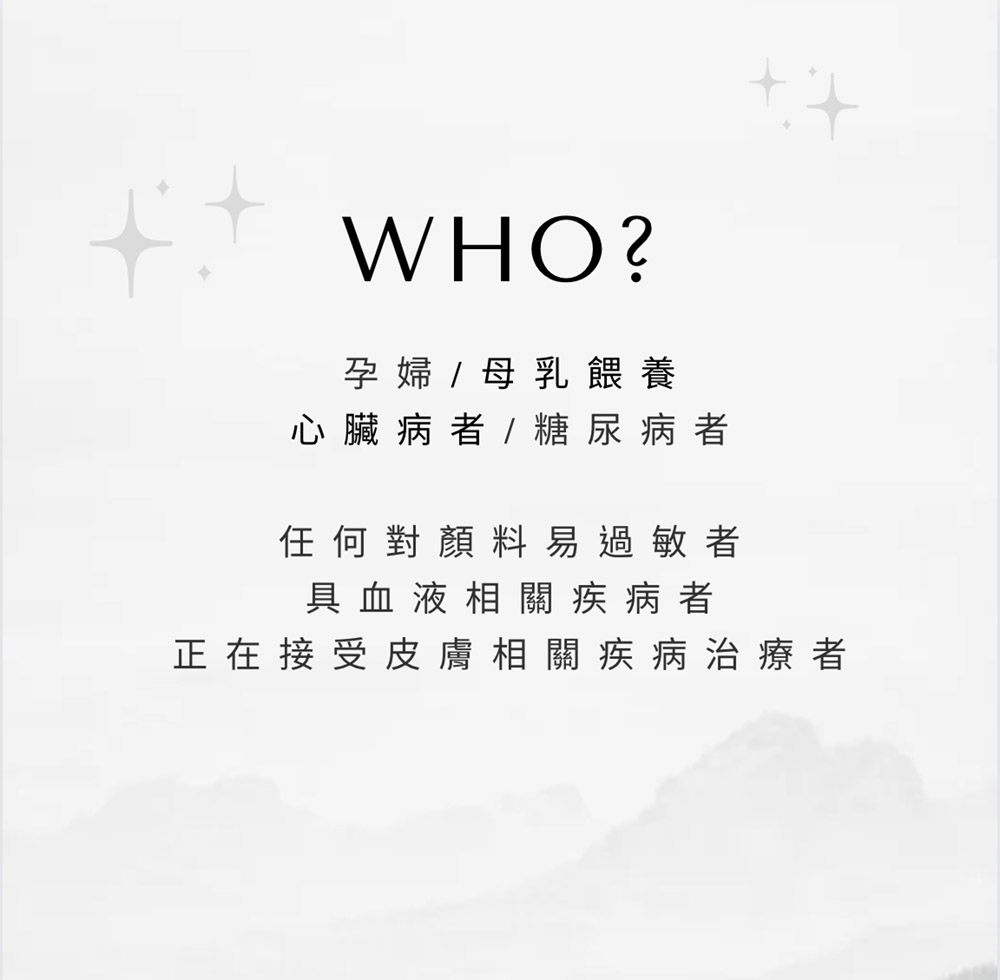 WHO?
孕婦/母乳餵養
心臟病者/糖尿病者
任何對顏料易過敏者
具血液相關疾病者
正在接受皮膚相關疾病治療者